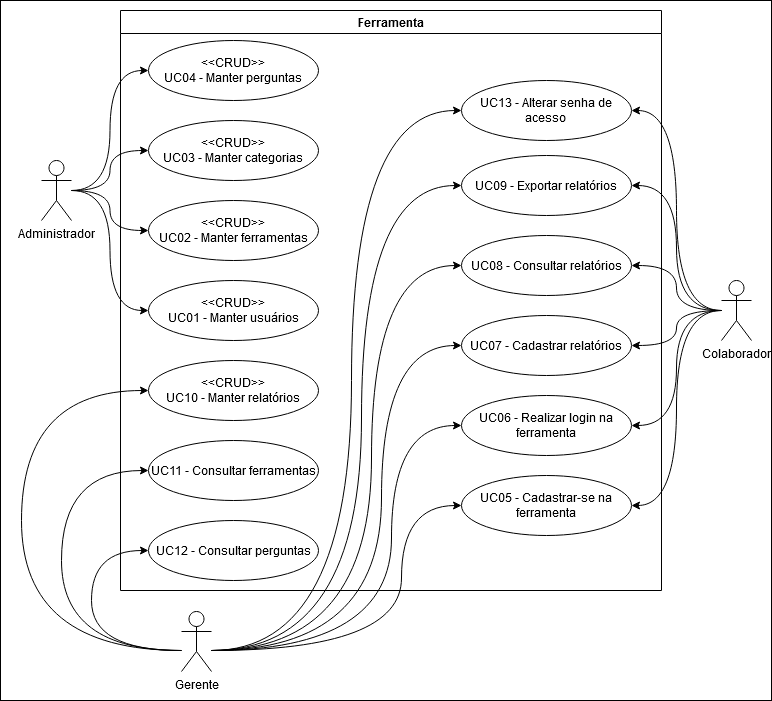 Ferramenta
<<CRUD>>
UC04 - Manter perguntas
<<CRUD>>
UC03 - Manter categorias
<<CRUD>>
UC02 - Manter ferramentas
<<CRUD>>
UC01 - Manter usuários
<<CRUD>>
UC10 - Manter relatórios
UC11 - Consultar ferramentas
UC12 - Consultar perguntas
UC13 - Alterar senha de
acesso
UC09 - Exportar relatórios
UC08 - Consultar relatórios
UC07 - Cadastrar relatórios
UC06 - Realizar login na
ferramenta
UC05 - Cadastrar-se na
ferramenta
Administrador
Colaborador
Gerente